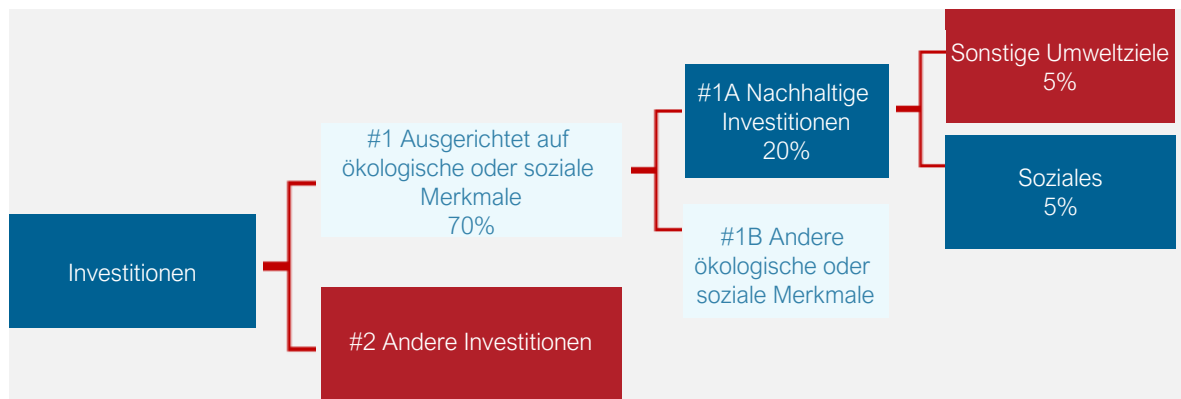 Investitionen
#1 Ausgerichtet auf
ökologische oder soziale
Merkmale
70%
#2 Andere Investitionen
#1A Nachhaltige
Investitionen
20%
#1B Andere
ökologische oder
soziale Merkmale
Sonstige Umweltziele
5%
Soziales
5%